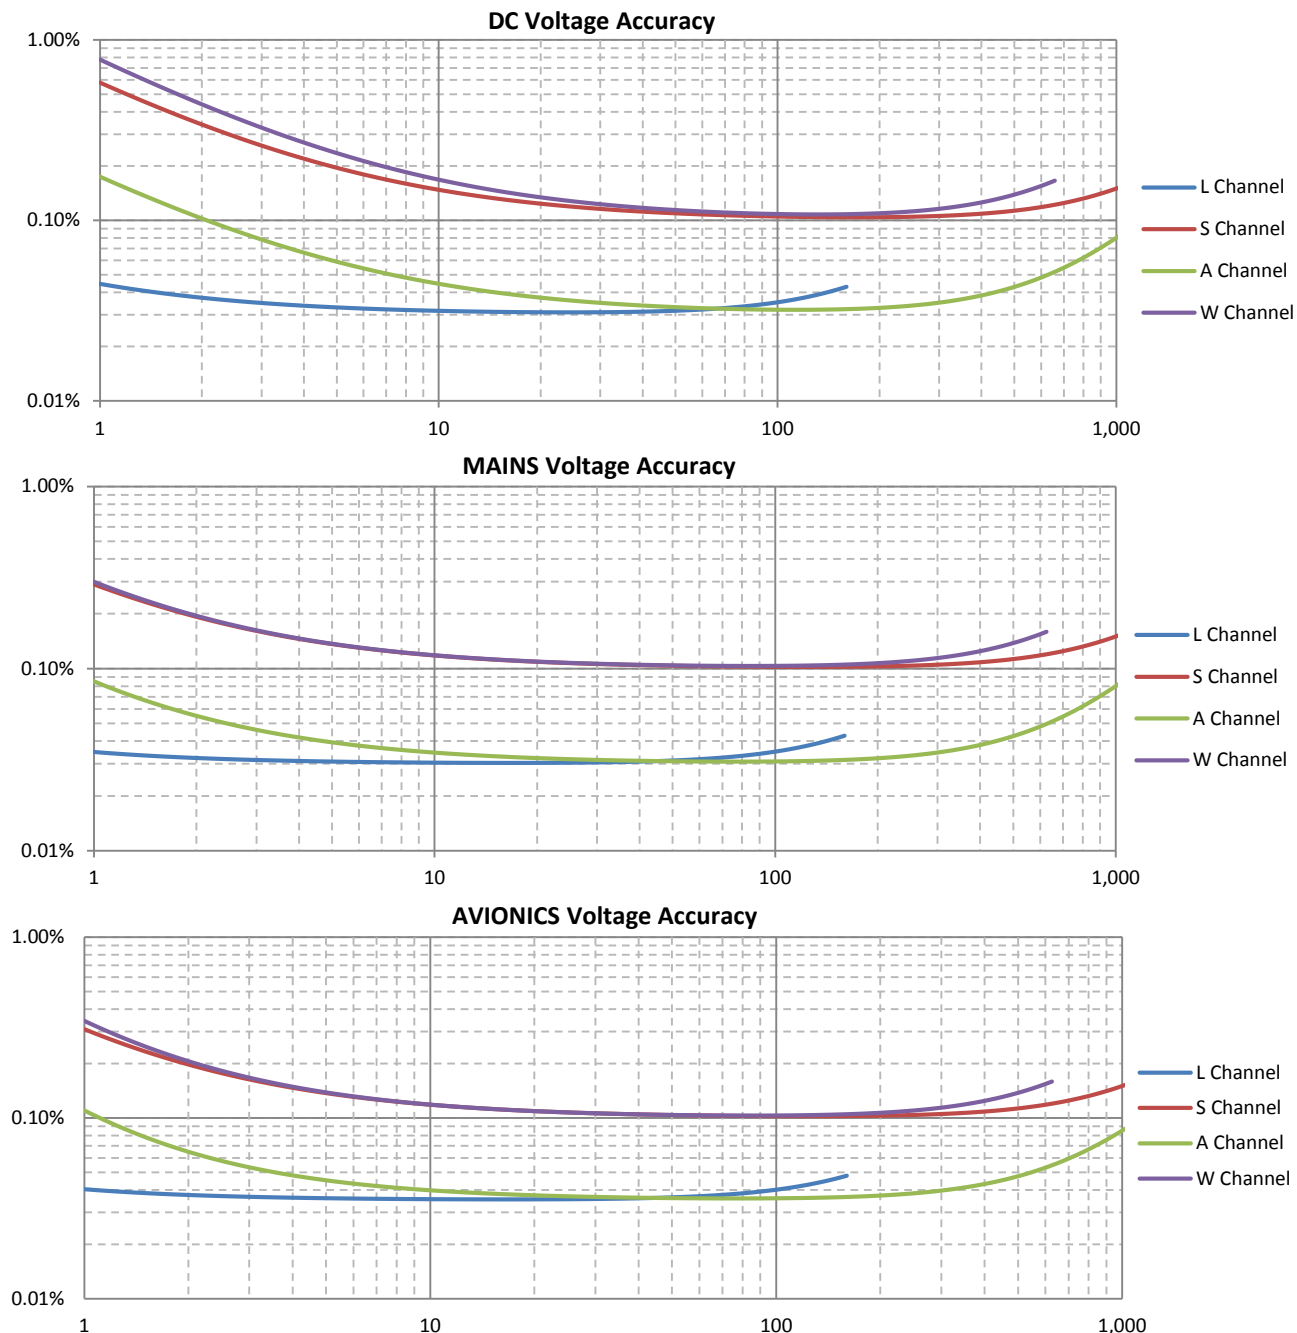 DC Voltage Accuracy
1.00%
0.10%
0.01%
1 10 100 1,000
L Channel
S Channel
A Channel
W Channel
MAINS Voltage Accuracy
1.00%
0.10%
0.01%
1 10 100 1,000
L Channel
S Channel
A Channel
W Channel
AVIONICS Voltage Accuracy
1.00%
0.10%
0.01%
1 10 100 1,000
L Channel
S Channel
A Channel
W Channel